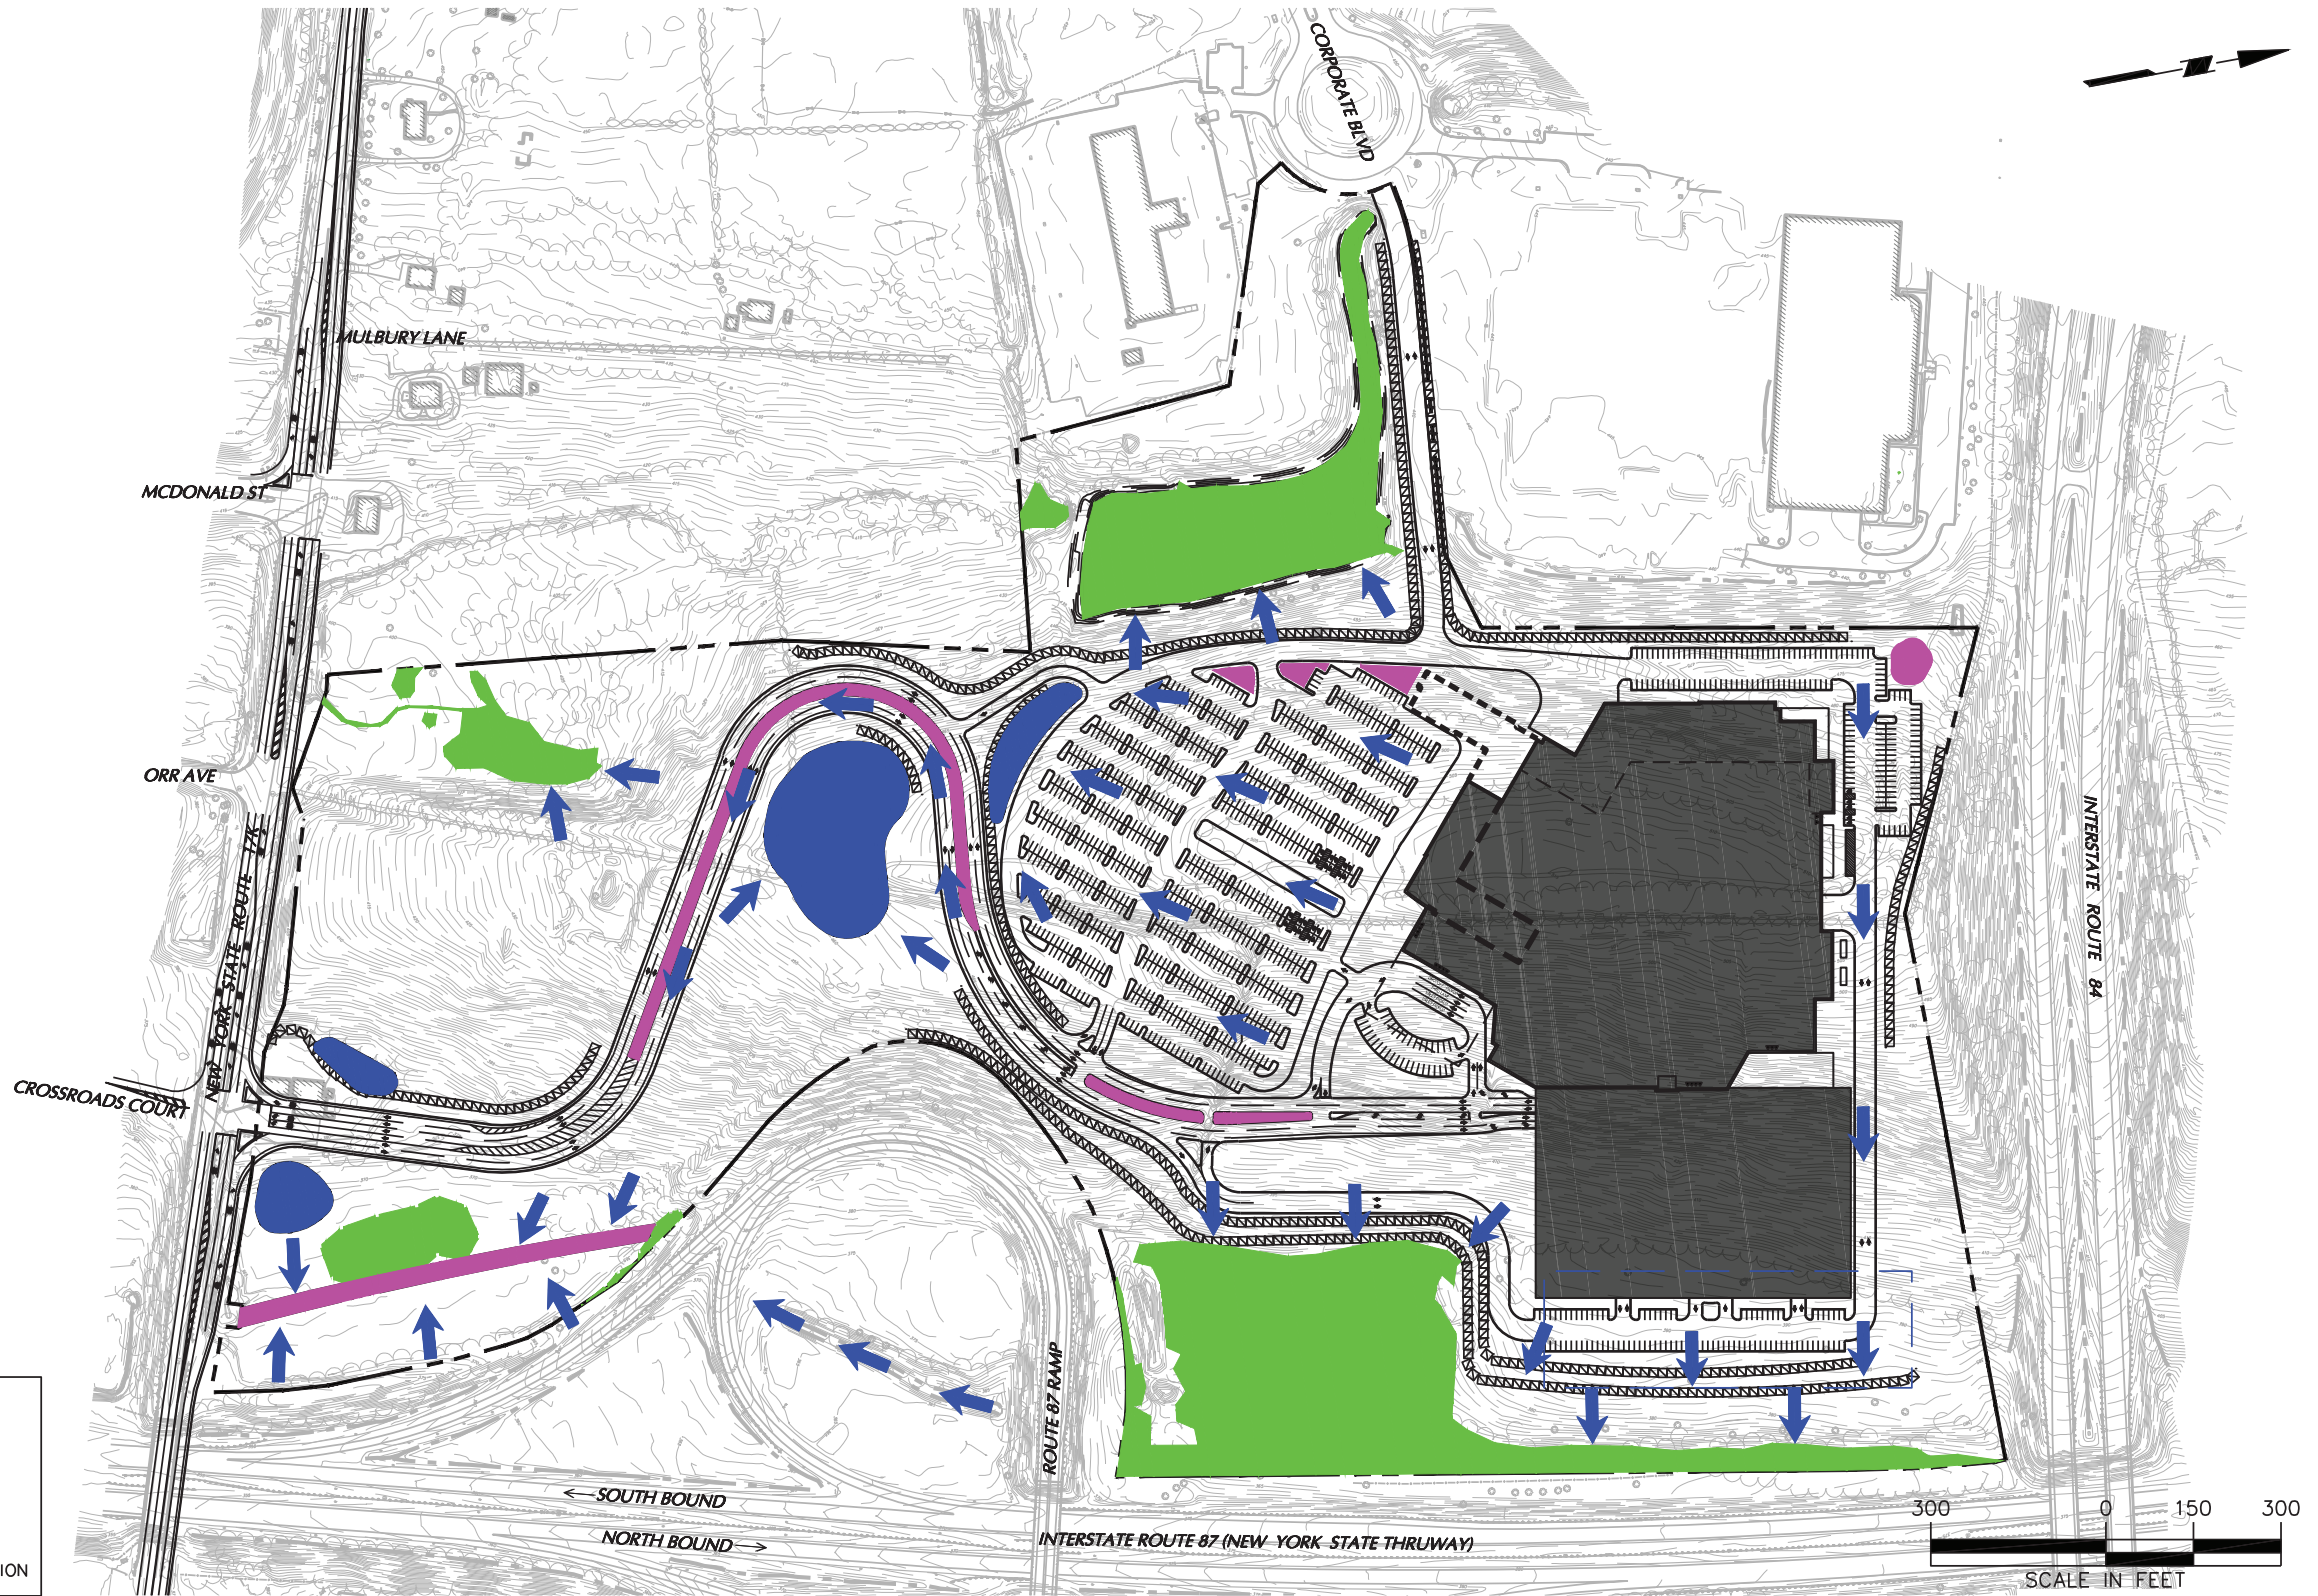 CORPORATE BLVD
MULBURY LANE
MCDONALD ST
ORR AVE
NEW YORK STATE ROUTE 17K
CROSSROADS COURT
INTERSTATE ROUTE 84
ROUTE 87 RAMP
SOUTH BOUND
NORTH BOUND
INTERSTATE ROUTE 87 (NEW YORK STATE THRUWAY)
300 0 150 300
SCALE IN FEET
ION